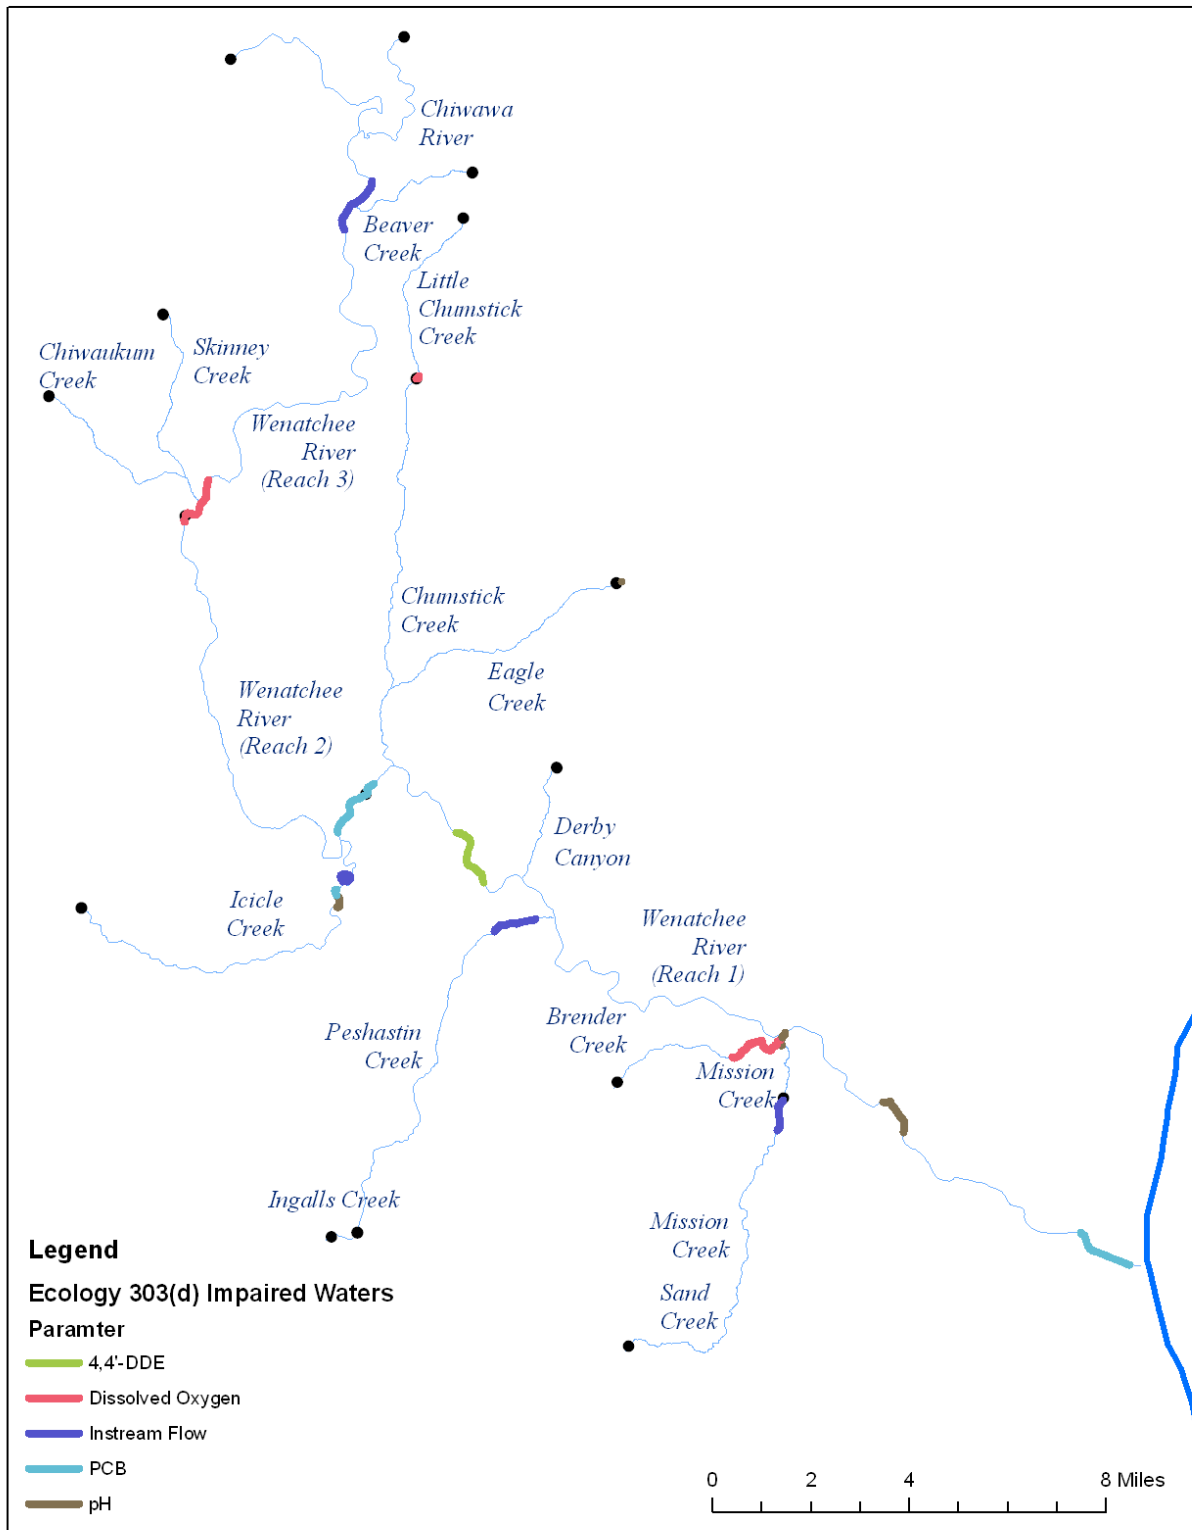 Chiwawa
River
Beaver
Creek
Little
Chumstick
Creek
Chiwaukum
Creek
Skinney
Creek
Wenatchee
River
(Reach 3)
Chumstick
Creek
Eagle
Creek
Wenatchee
River
(Reach 2)
Derby
Canyon
Icicle
Creek
Wenatchee
River
(Reach 1)
Brender
Creek
Peshastin
Creek
Mission
Creek
Ingalls Creek
Mission
Creek
Sand
Creek
Legend
Ecology 303(d) Impaired Waters
Paramter
4,4'-DDE
Dissolved Oxygen
Instream Flow
PCB
pH
0 2 4 8 Miles